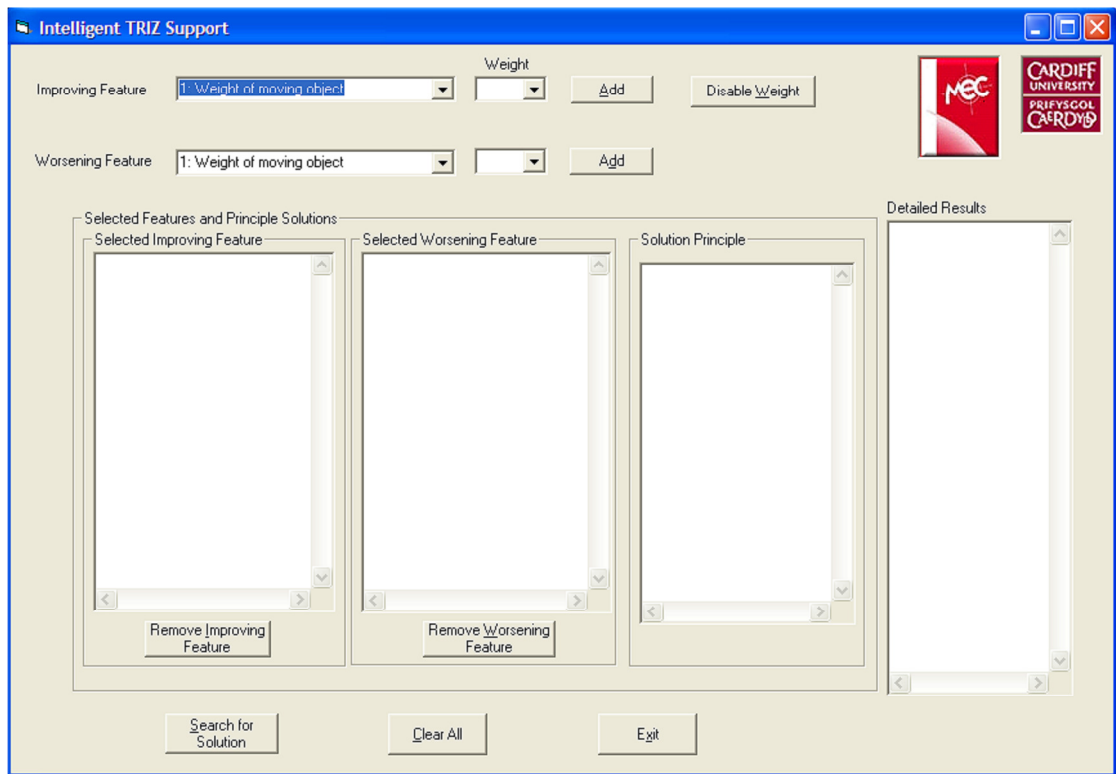 Intelligent TRIZ Support
Weight
Improving Feature
1: Weight of moving object
Add
Disable Weight
MEC
CARDIFF
UNIVERSITY
PRIFYSGOL
CAERDYDD
Worsening Feature
1: Weight of moving object
Add
Detailed Results
Selected Features and Principle Solutions
Selected Improving Feature
Selected Worsening Feature
Solution Principle
Remove Improving
Feature
Remove Worsening
Feature
Search for
Solution
Clear All
Exit